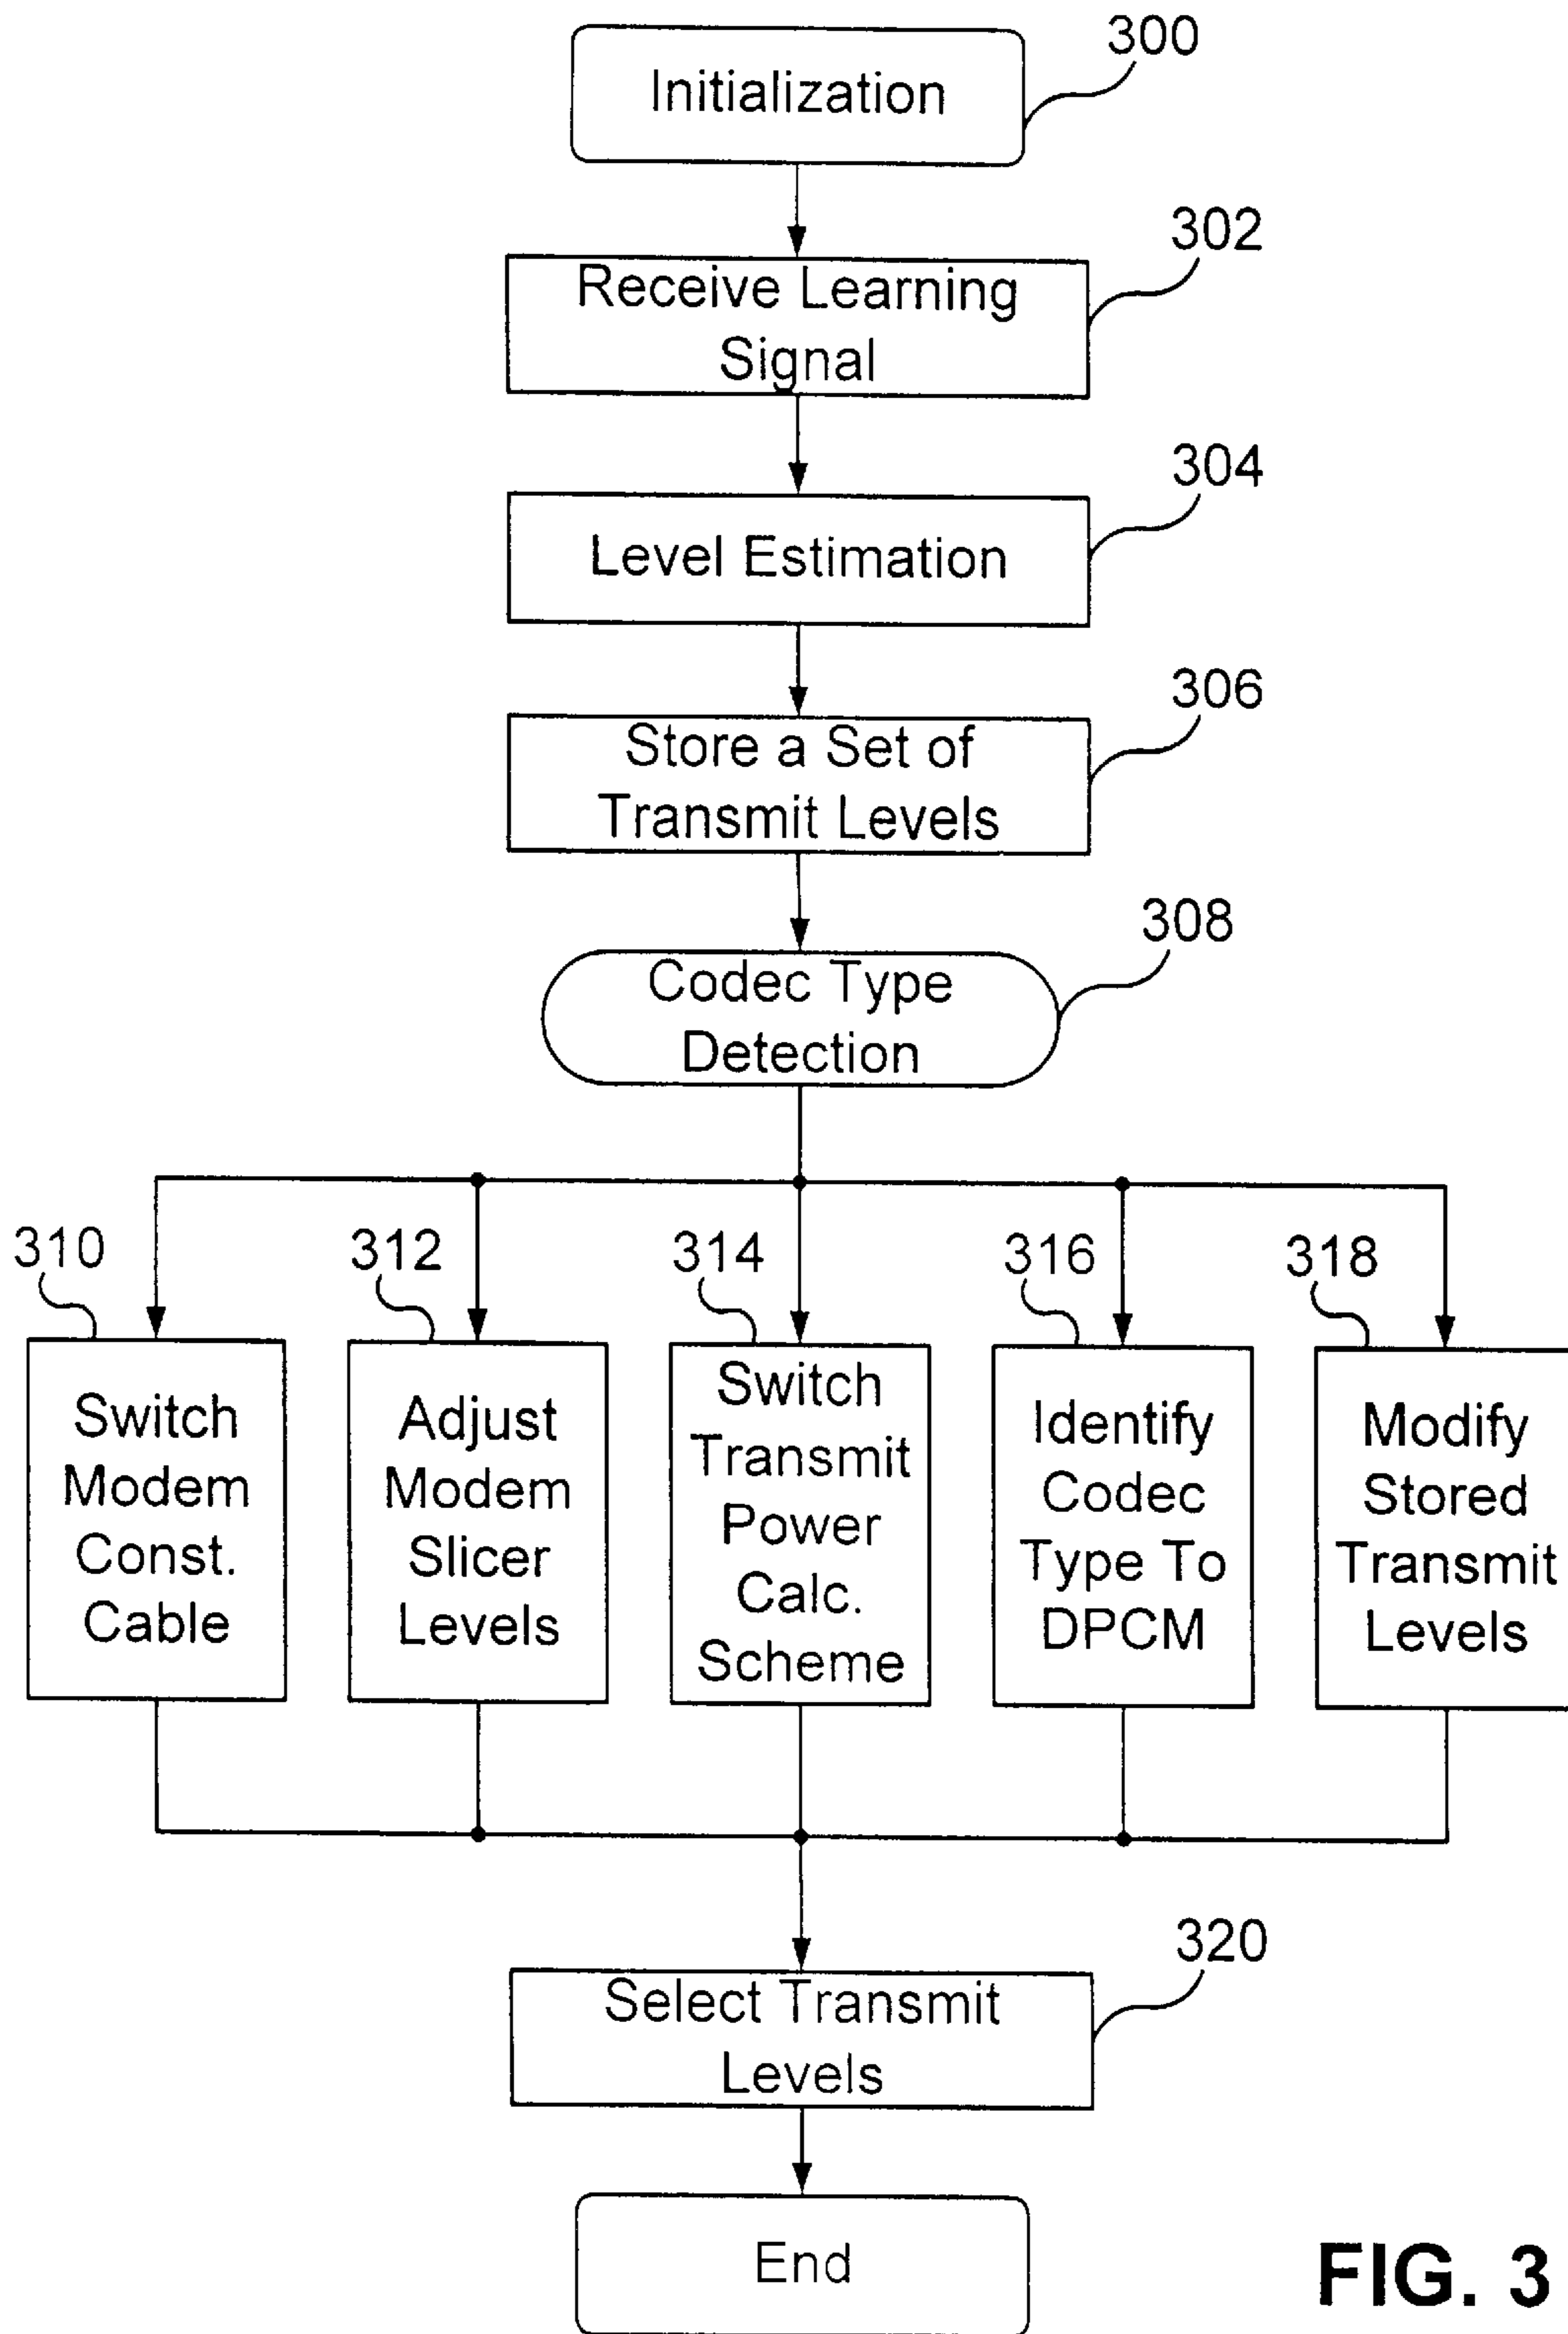 300
Initialization
302
Receive Learning
Signal
304
Level Estimation
306
Store a Set of
Transmit Levels
308
Codec Type
Detection
310
312
314
316
318
Switch
Modem
Const.
Cable
Adjust
Modem
Slicer
Levels
Switch
Transmit
Power
Calc.
Scheme
Identify
Codec
Type To
DPCM
Modify
Stored
Transmit
Levels
320
Select Transmit
Levels
End
FIG. 3